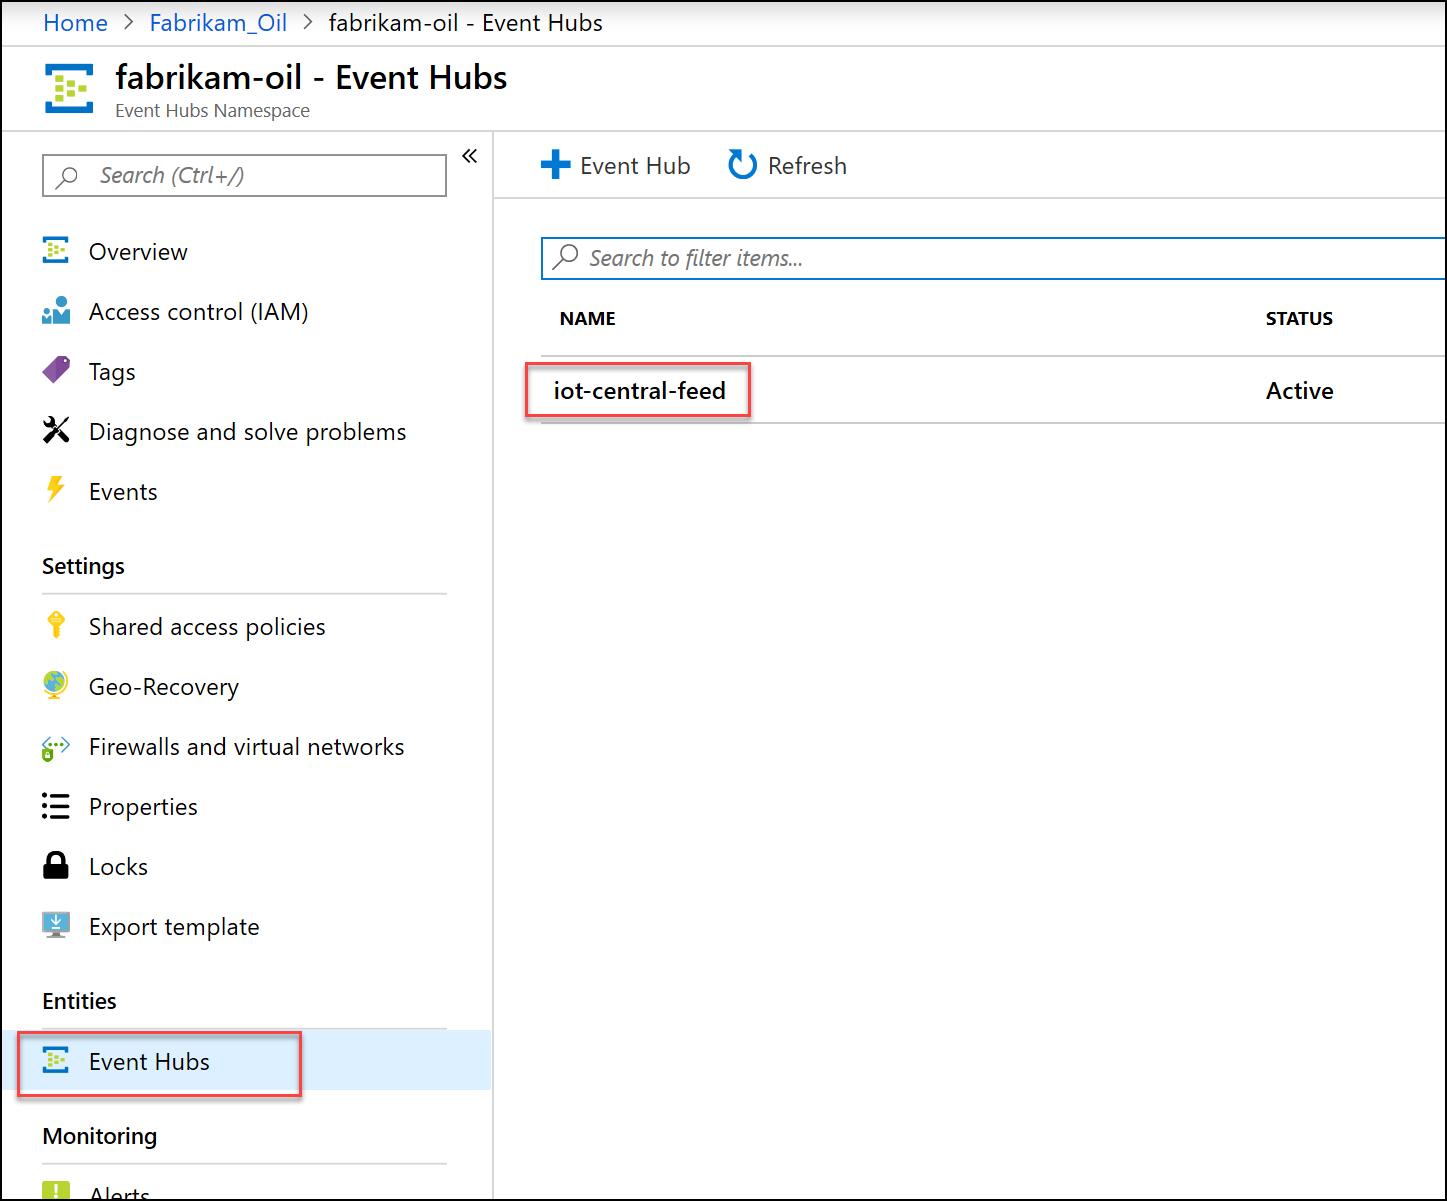 Home > Fabrikam_Oil > fabrikam-oil - Event Hubs
fabrikam-oil - Event Hubs
Event Hubs Namespace
Search (Ctrl+/)
Overview
Access control (IAM)
Tags
Diagnose and solve problems
Events
Settings
Shared access policies
Geo-Recovery
Firewalls and virtual networks
Properties
Locks
Export template
Entities
Event Hubs
Monitoring
Alerts
Event Hub Refresh
Search to filter items...
NAME STATUS
iot-central-feed Active